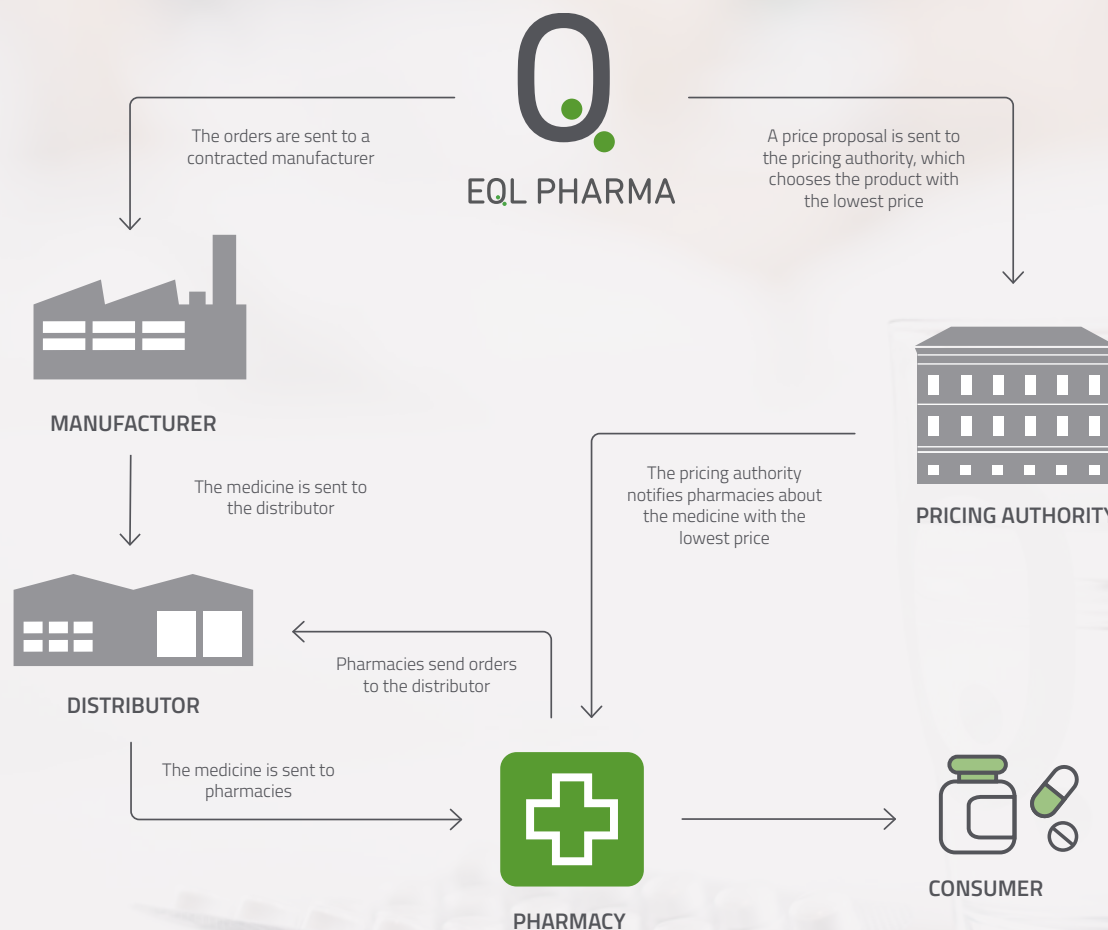 The orders are sent to a
contracted manufacturer
EQL PHARMA
A price proposal is sent to
the pricing authority, which
chooses the product with
the lowest price
MANUFACTURER
The medicine is sent to
the distributor
The pricing authority
notifies pharmacies about
the medicine with the
lowest price
PRICING AUTHORITY
Pharmacies send orders
to the distributor
DISTRIBUTOR
The medicine is sent to
pharmacies
PHARMACY
CONSUMER